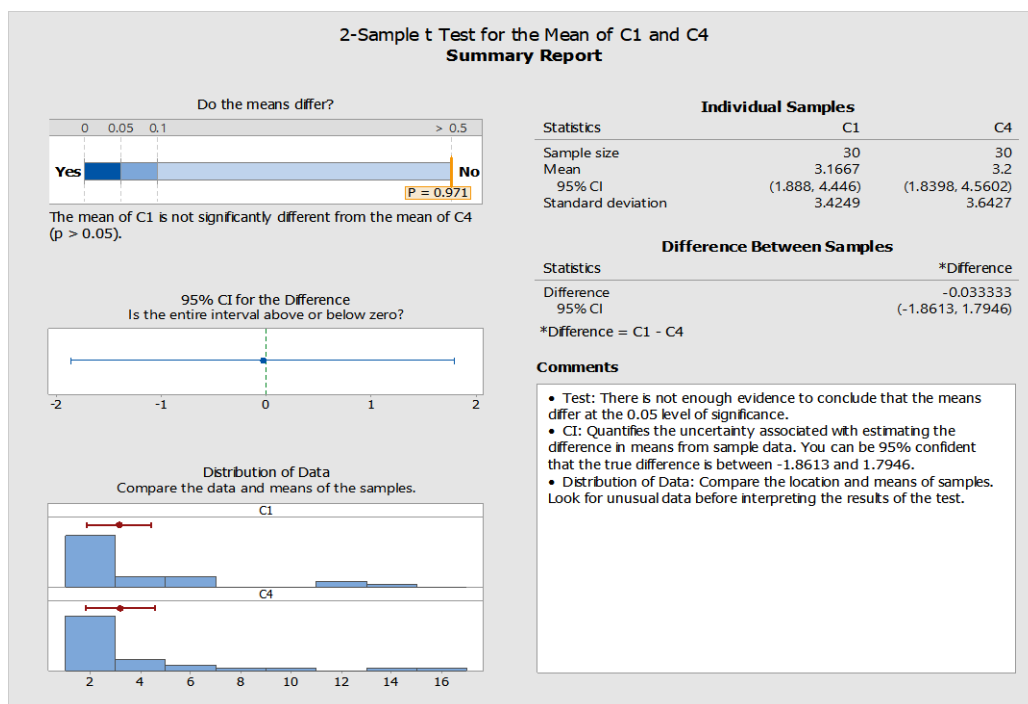 2-Sample t Test for the Mean of C1 and C4
Summary Report
Do the means differ?
0 0.05 0.1 > 0.5
Yes No
P = 0.971
The mean of C1 is not significantly different from the mean of C4
(p > 0.05).
95% CI for the Difference
Is the entire interval above or below zero?
-2 -1 0 1 2
Distribution of Data
Compare the data and means of the samples.
C1
C4
2 4 6 8 10 12 14 16
Individual Samples
Statistics C1 C4
Sample size 30 30
Mean 3.1667 3.2
95% CI (1.888, 4.446) (1.8398, 4.5602)
Standard deviation 3.4249 3.6427
Difference Between Samples
Statistics *Difference
Difference -0.033333
95% CI (-1.8613, 1.7946)
*Difference = C1 - C4
Comments
• Test: There is not enough evidence to conclude that the means
differ at the 0.05 level of significance.
• CI: Quantifies the uncertainty associated with estimating the
difference in means from sample data. You can be 95% confident
that the true difference is between -1.8613 and 1.7946.
• Distribution of Data: Compare the location and means of samples.
Look for unusual data before interpreting the results of the test.